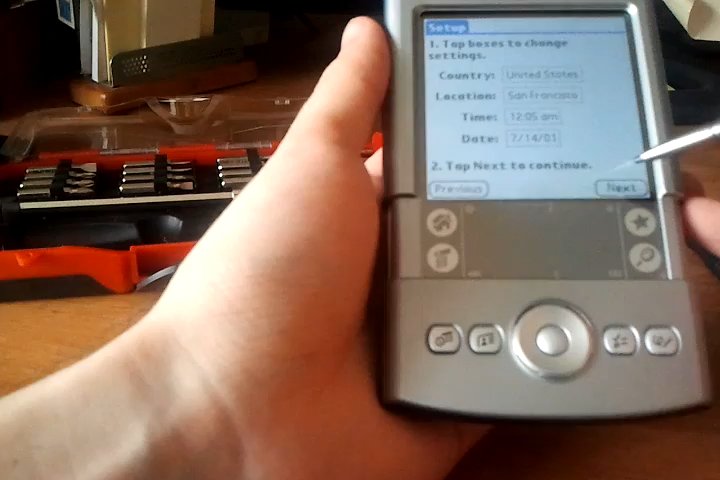 Setup
1. Tap boxes to change
settings.
Country: United States
Location: San Francisco
Time: 12:05 am
Date: 7/14/01
2. Tap Next to continue.
Previous Next